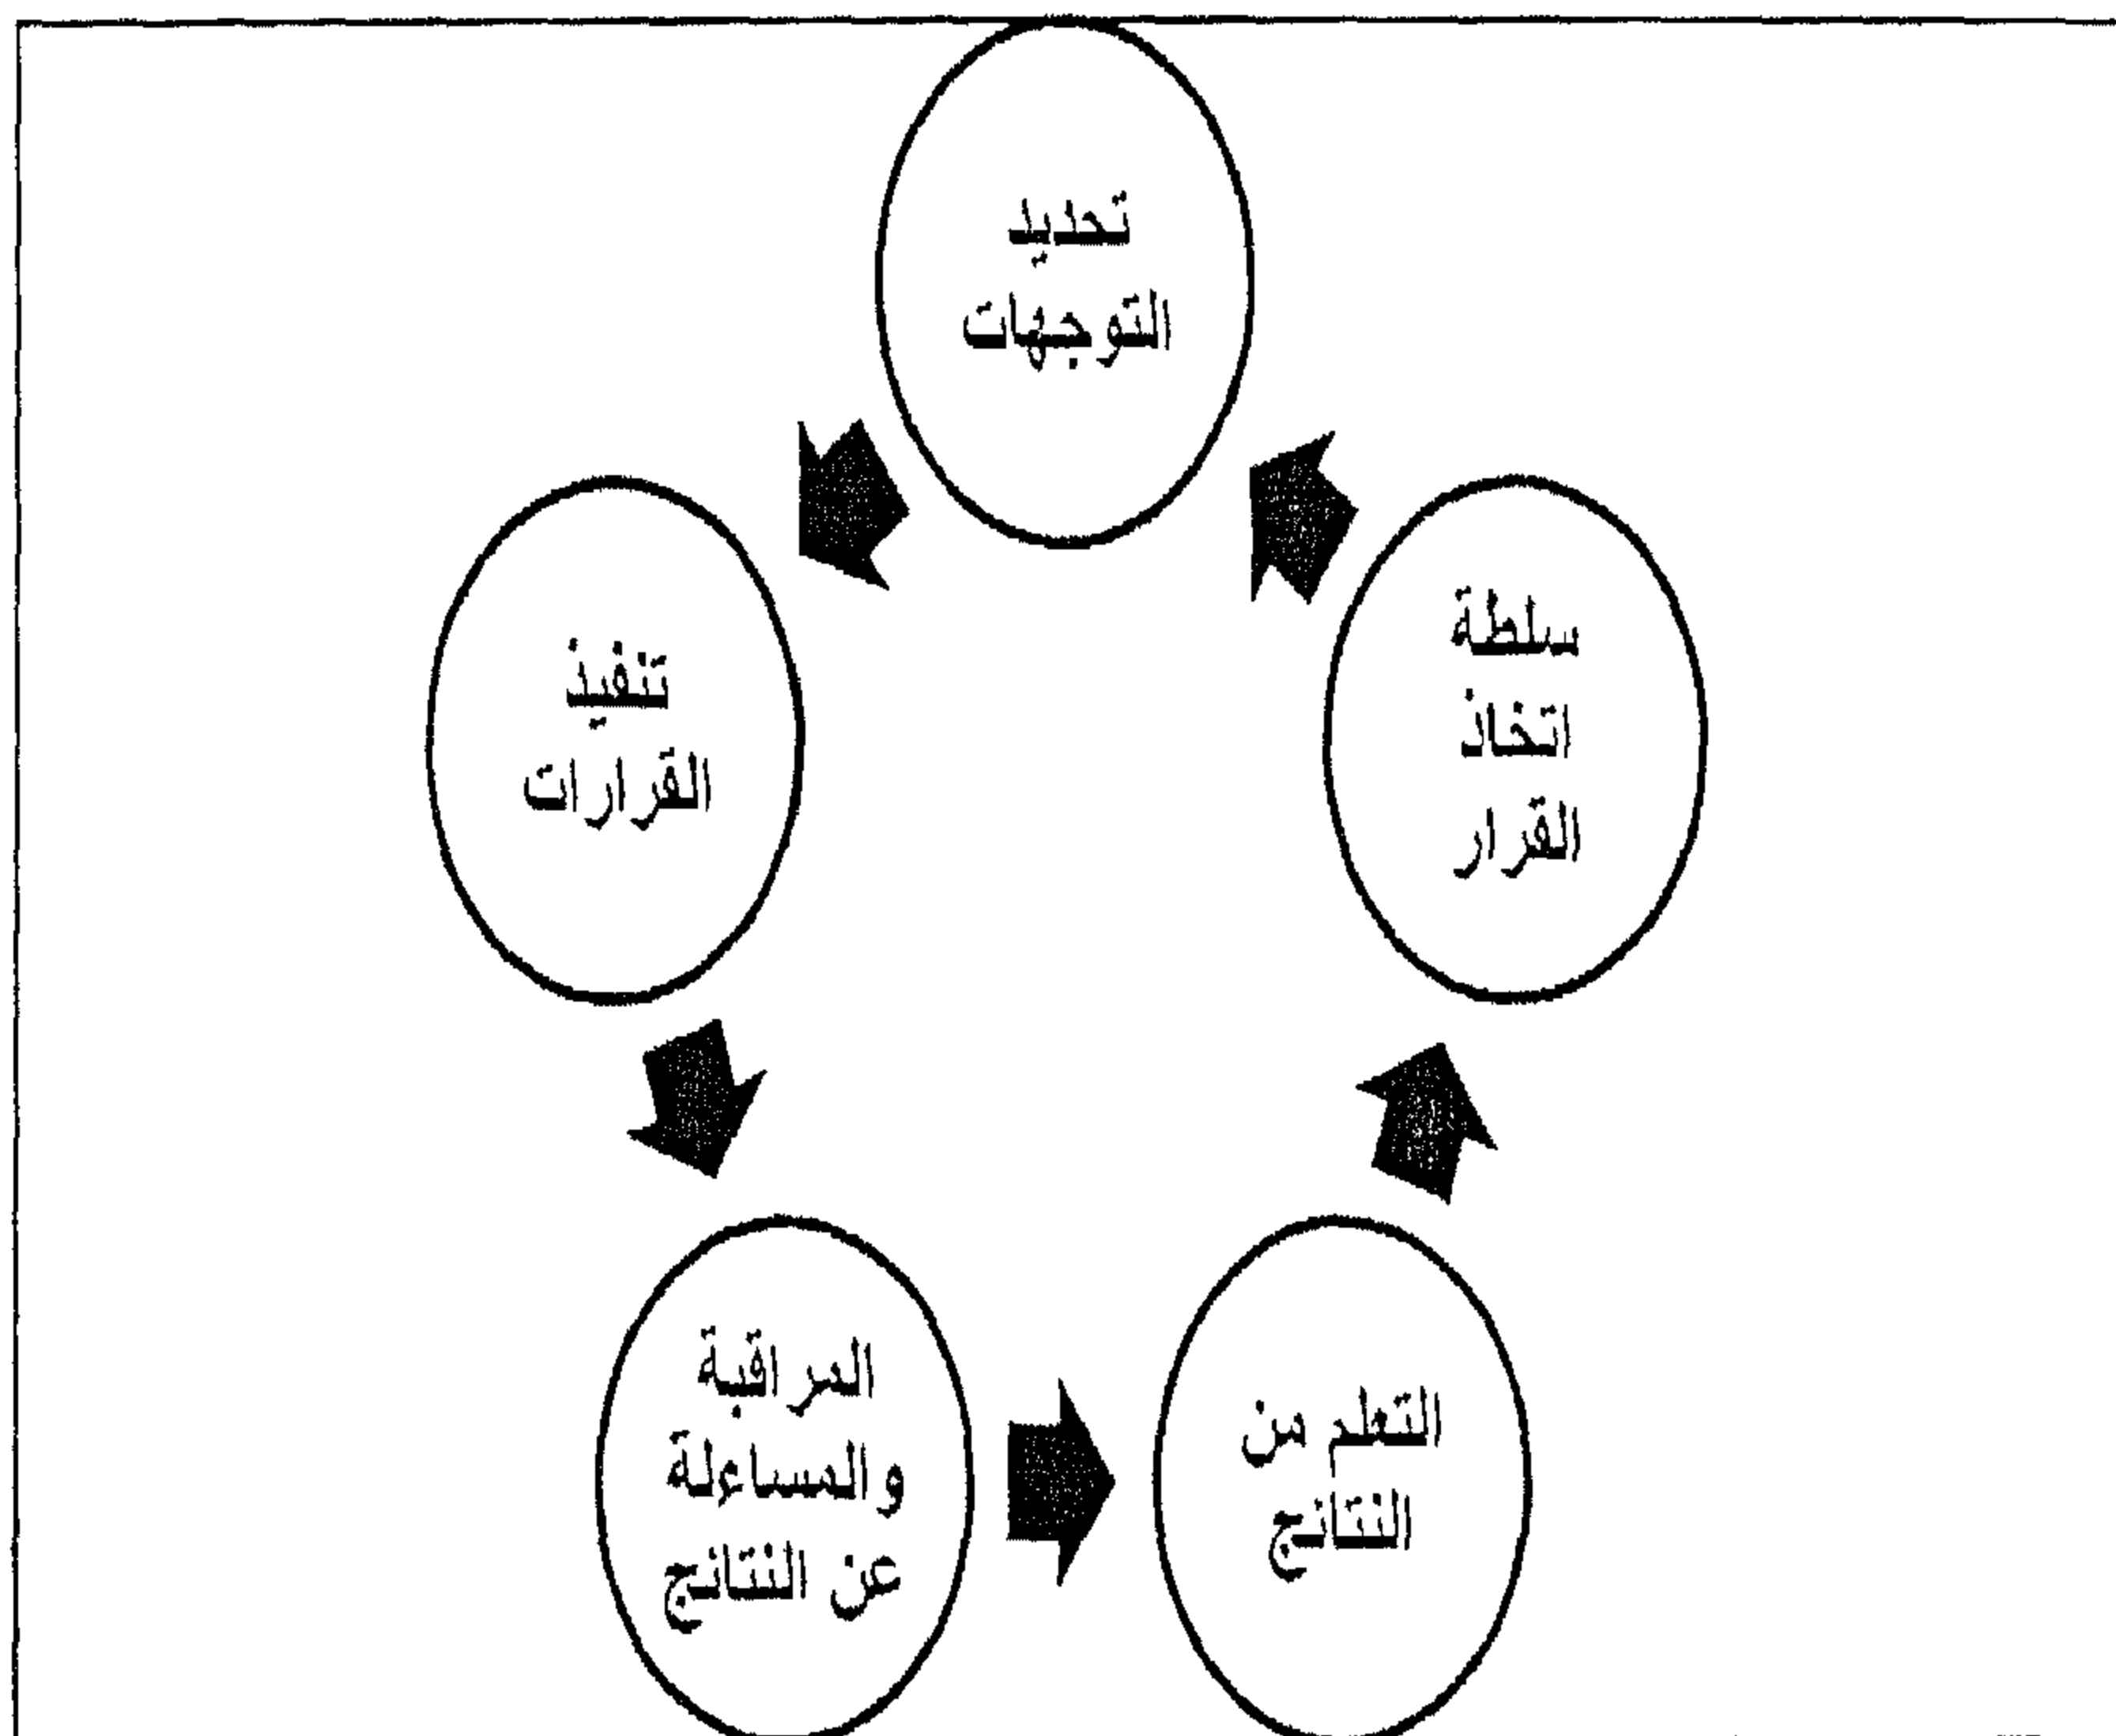 تحديد
التوجهات
سلطة
اتخاذ
القرار
تنفيذ
القرارات
المراقبة
والمساءلة
عن النتائج
التعلم من
النتائج